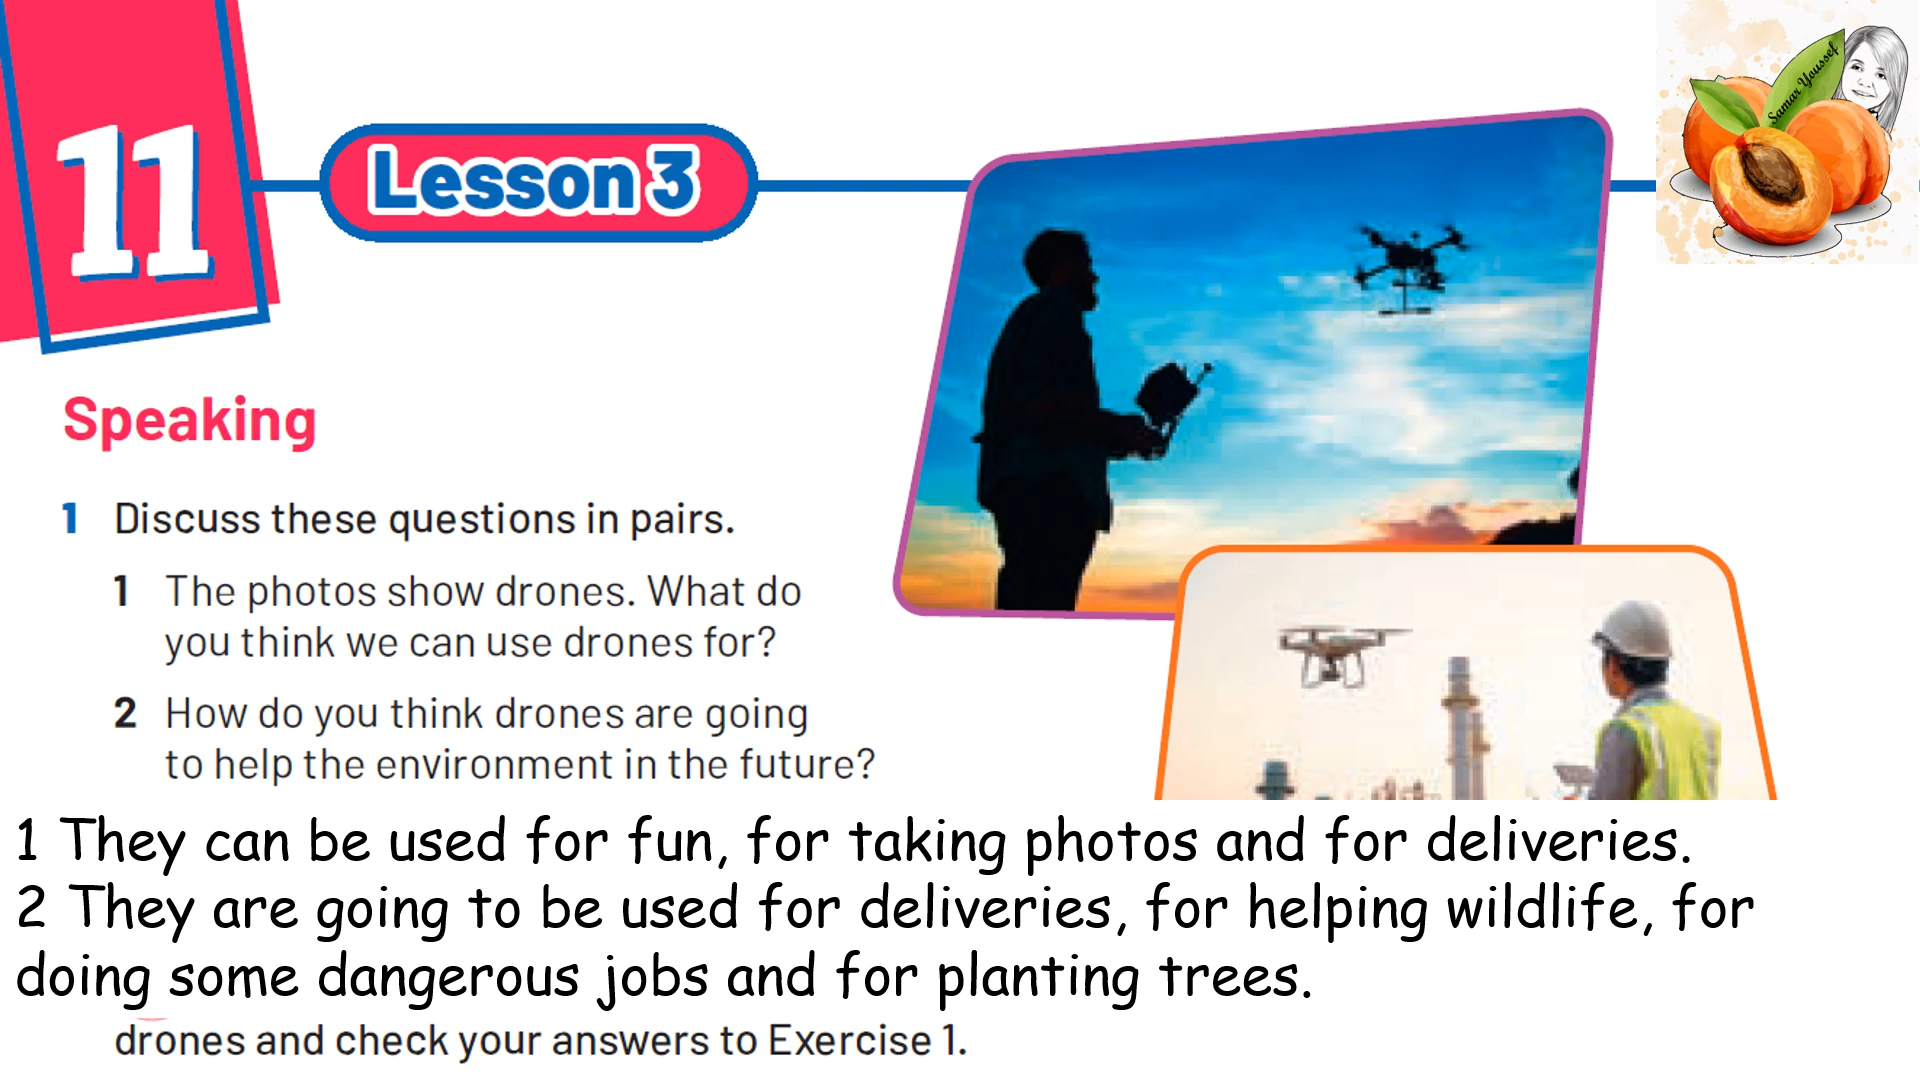 11
Lesson 3
Samar Youssef
Speaking
1 Discuss these questions in pairs.
1 The photos show drones. What do
you think we can use drones for?
2 How do you think drones are going
to help the environment in the future?
1 They can be used for fun, for taking photos and for deliveries.
2 They are going to be used for deliveries, for helping wildlife, for
doing some dangerous jobs and for planting trees.
drones and check your answers to Exercise 1.